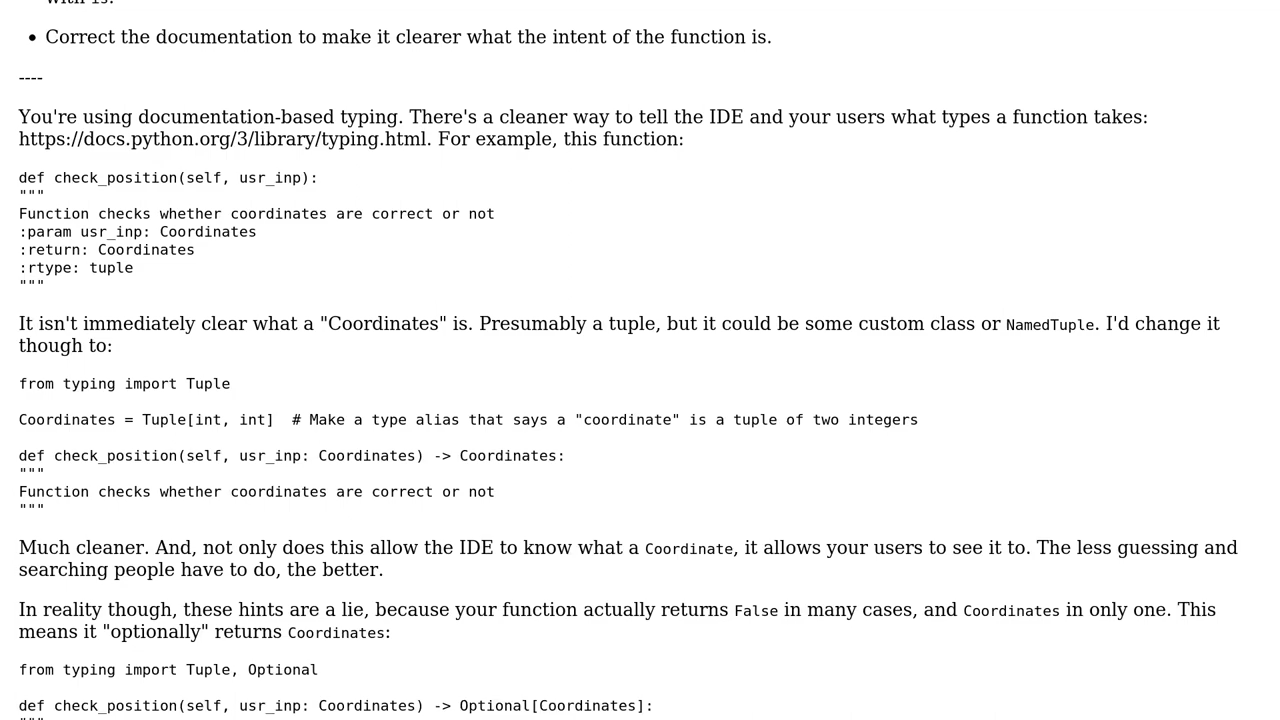 with is.
• Correct the documentation to make it clearer what the intent of the function is.
----
You're using documentation-based typing. There's a cleaner way to tell the IDE and your users what types a function takes:
https://docs.python.org/3/library/typing.html. For example, this function:
def check_position(self, usr_inp):
"""
Function checks whether coordinates are correct or not
:param usr_inp: Coordinates
:return: Coordinates
:rtype: tuple
"""
It isn't immediately clear what a "Coordinates" is. Presumably a tuple, but it could be some custom class or NamedTuple. I'd change it
though to:
from typing import Tuple
Coordinates = Tuple[int, int]  # Make a type alias that says a "coordinate" is a tuple of two integers
def check_position(self, usr_inp: Coordinates) -> Coordinates:
"""
Function checks whether coordinates are correct or not
"""
Much cleaner. And, not only does this allow the IDE to know what a Coordinate, it allows your users to see it to. The less guessing and
searching people have to do, the better.
In reality though, these hints are a lie, because your function actually returns False in many cases, and Coordinates in only one. This
means it "optionally" returns Coordinates:
from typing import Tuple, Optional
def check_position(self, usr_inp: Coordinates) -> Optional[Coordinates]:
"""